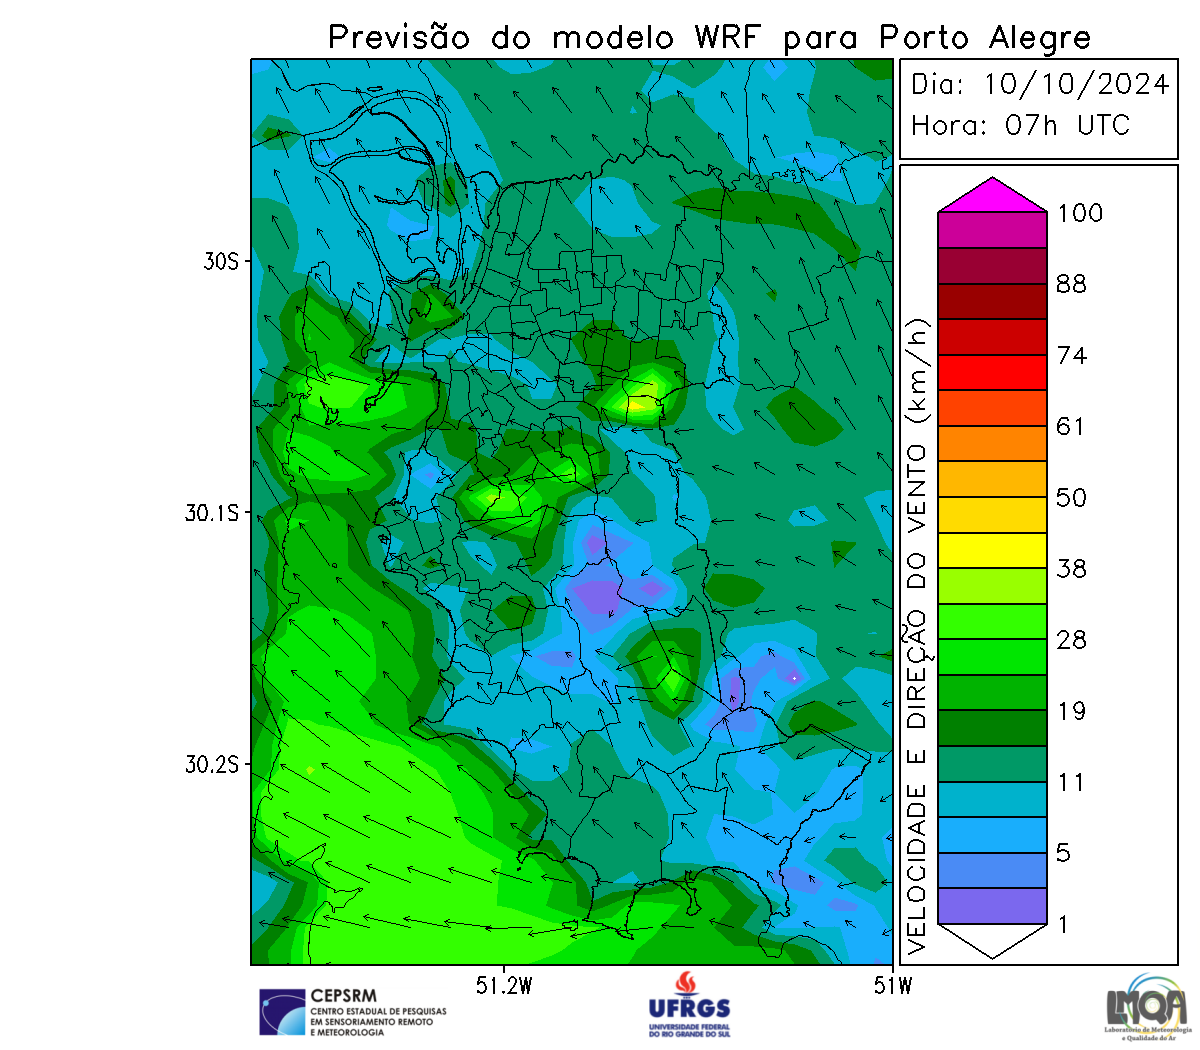 Previsão do modelo WRF para Porto Alegre
Dia: 10/10/2024
Hora: 07h UTC
30S
30.1S
30.2S
51.2W
51W
VELOCIDADE E DIREÇÃO DO VENTO (km/h)
100
88
74
61
50
38
28
19
11
5
1
CEPSRM
CENTRO ESTADUAL DE PESQUISAS
EM SENSORIAMENTO REMOTO
E METEOROLOGIA
UFRGS
UNIVERSIDADE FEDERAL
DO RIO GRANDE DO SUL
LMQA
Laboratório de Meteorologia
e Qualidade do Ar